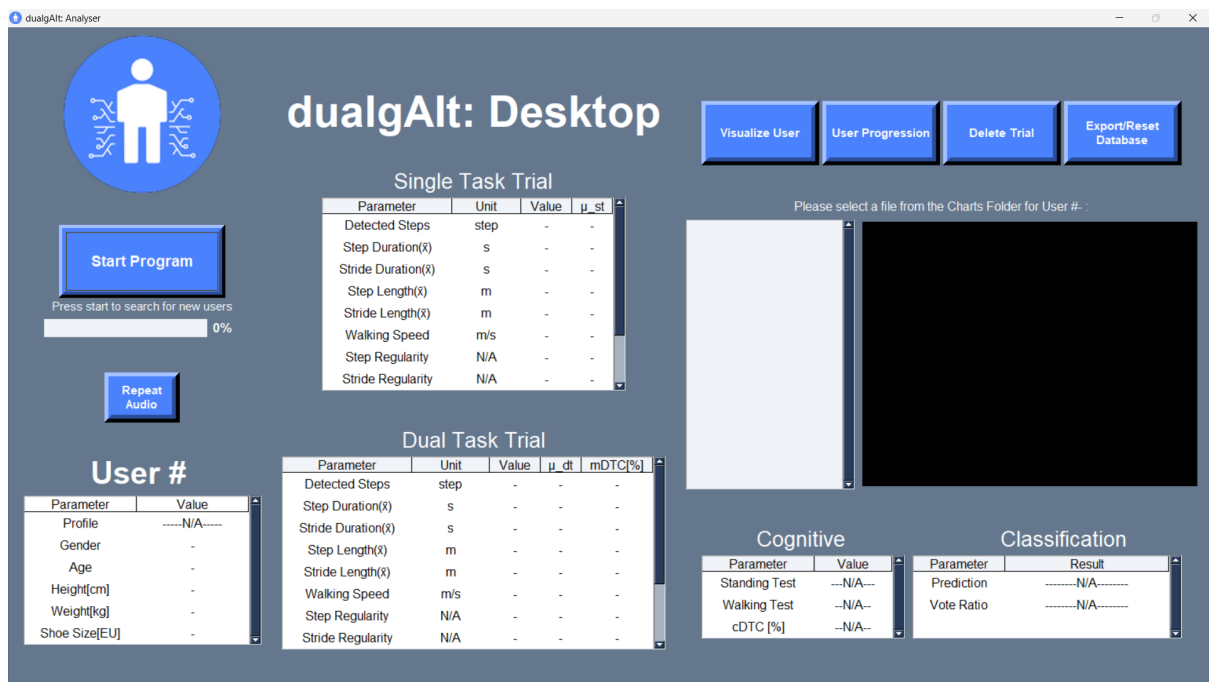 dualgAIt: Analyser
dualgAIt: Desktop
Visualize User
User Progression
Delete Trial
Export/Reset
Database
Start Program
Press start to search for new users
0%
Repeat
Audio
User #
Parameter Value
Profile -----N/A-----
Gender -
Age -
Height[cm] -
Weight[kg] -
Shoe Size[EU] -
Single Task Trial
Parameter Unit Value μ_st
Detected Steps step - -
Step Duration(x̄) s - -
Stride Duration(x̄) s - -
Step Length(x̄) m - -
Stride Length(x̄) m - -
Walking Speed m/s - -
Step Regularity N/A - -
Stride Regularity N/A - -
Dual Task Trial
Parameter Unit Value μ_dt mDTC[%]
Detected Steps step - - -
Step Duration(x̄) s - - -
Stride Duration(x̄) s - - -
Step Length(x̄) m - - -
Stride Length(x̄) m - - -
Walking Speed m/s - - -
Step Regularity N/A - - -
Stride Regularity N/A - - -
Please select a file from the Charts Folder for User #- :
Cognitive
Parameter Value
Standing Test ---N/A---
Walking Test --N/A--
cDTC [%] --N/A--
Classification
Parameter Result
Prediction --------N/A--------
Vote Ratio --------N/A--------